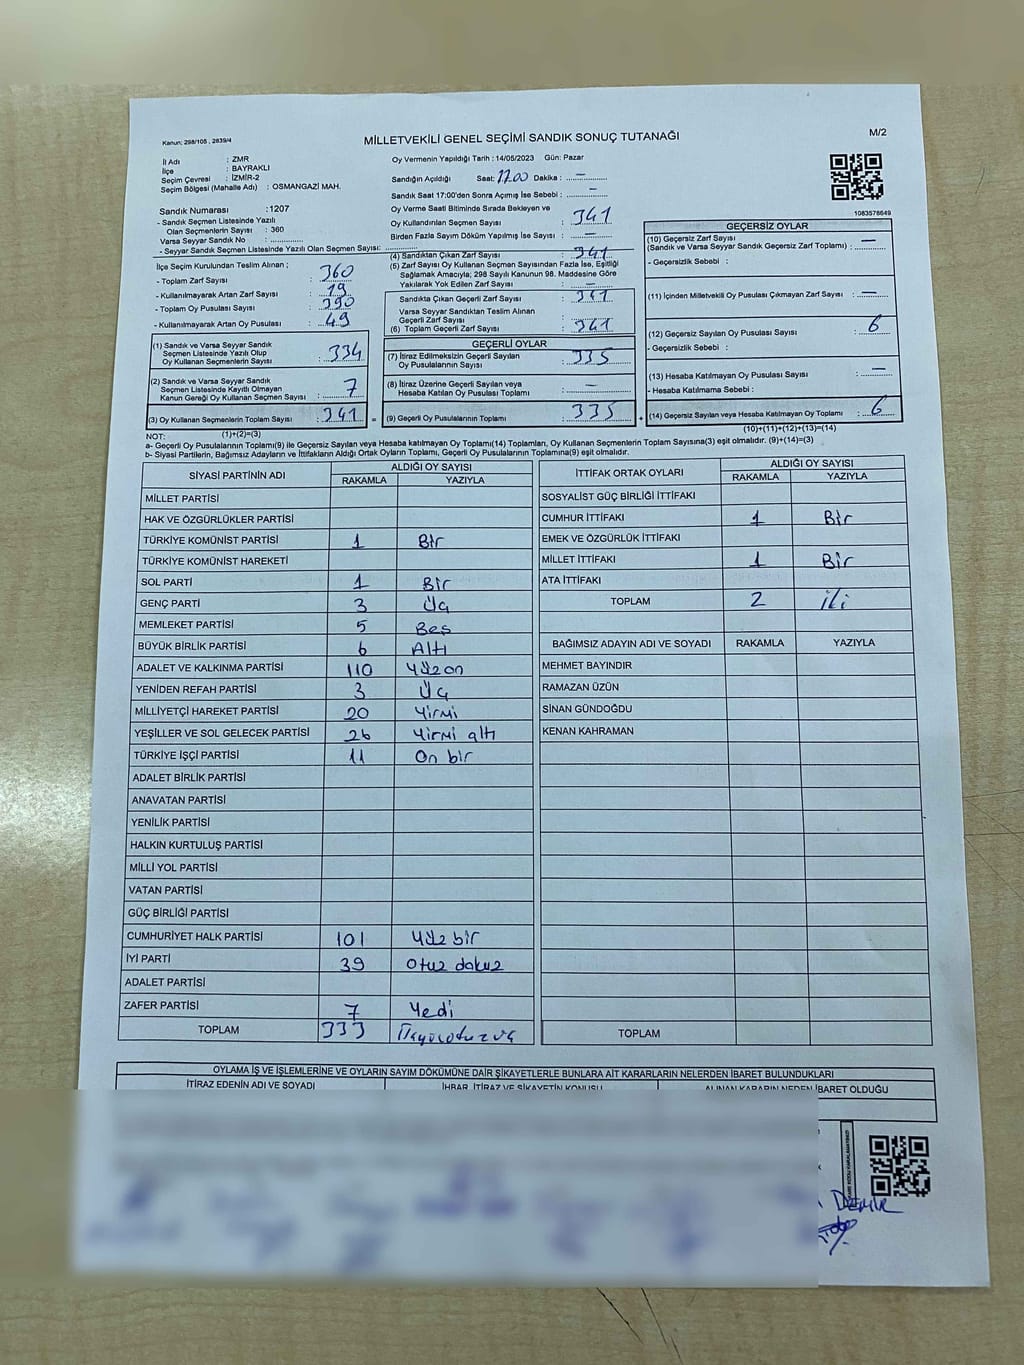 Kanun: 298/105 , 2839/4
MİLLETVEKİLİ GENEL SEÇİMİ SANDIK SONUÇ TUTANAĞI
M/2
İl Adı : ZMR
İlçe : BAYRAKLI
Seçim Çevresi : İZMİR-2
Seçim Bölgesi (Mahalle Adı) : OSMANGAZİ MAH.
Oy Vermenin Yapıldığı Tarih : 14/05/2023 Gün: Pazar
Sandığın Açıldığı Saat: 17.00 Dakika : –
Sandık Saat 17:00'den Sonra Açımış İse Sebebi : –
Sandık Numarası : 1207
- Sandık Seçmen Listesinde Yazılı
Olan Seçmenlerin Sayısı : 360
Varsa Seyyar Sandık No :
- Seyyar Sandık Seçmen Listesinde Yazılı Olan Seçmen Sayısı:
Oy Verme Saati Bitiminde Sırada Bekleyen ve
Oy Kullandırılan Seçmen Sayısı : 341
Birden Fazla Sayım Döküm Yapılmış İse Sayısı : –
1083578649
İlçe Seçim Kurulundan Teslim Alınan ;
- Toplam Zarf Sayısı : 360
- Kullanılmayarak Artan Zarf Sayısı : 19
- Toplam Oy Pusulası Sayısı : 390
- Kullanılmayarak Artan Oy Pusulası : 49
(4) Sandıktan Çıkan Zarf Sayısı : 341
(5) Zarf Sayısı Oy Kullanan Seçmen Sayısından Fazla İse, Eşitliği
Sağlamak Amacıyla; 298 Sayılı Kanunun 98. Maddesine Göre
Yakılarak Yok Edilen Zarf Sayısı :
Sandıkta Çıkan Geçerli Zarf Sayısı : 341
Varsa Seyyar Sandıktan Teslim Alınan
Geçerli Zarf Sayısı :
(6) Toplam Geçerli Zarf Sayısı : 341
GEÇERSİZ OYLAR
(10) Geçersiz Zarf Sayısı
(Sandık ve Varsa Seyyar Sandık Geçersiz Zarf Toplamı) : –
- Geçersizlik Sebebi :
(11) İçinden Milletvekili Oy Pusulası Çıkmayan Zarf Sayısı : –
(12) Geçersiz Sayılan Oy Pusulası Sayısı : 6
- Geçersizlik Sebebi :
(13) Hesaba Katılmayan Oy Pusulası Sayısı : –
- Hesaba Katılmama Sebebi :
(14) Geçersiz Sayılan veya Hesaba Katılmayan Oy Toplamı : 6
(10)+(11)+(12)+(13)=(14)
(1) Sandık ve Varsa Seyyar Sandık
Seçmen Listesinde Yazılı Olup
Oy Kullanan Seçmenlerin Sayısı : 334
(2) Sandık ve Varsa Seyyar Sandık
Seçmen Listesinde Kayıtlı Olmayan
Kanun Gereği Oy Kullanan Seçmen Sayısı : 7
(3) Oy Kullanan Seçmenlerin Toplam Sayısı : 341 =
(1)+(2)=(3)
GEÇERLİ OYLAR
(7) İtiraz Edilmeksizin Geçerli Sayılan
Oy Pusulalarının Sayısı : 335
(8) İtiraz Üzerine Geçerli Sayılan veya
Hesaba Katılan Oy Pusulası Toplamı : –
(9) Geçerli Oy Pusulalarının Toplamı : 335 +
NOT:
a- Geçerli Oy Pusulalarının Toplamı(9) ile Geçersiz Sayılan veya Hesaba katılmayan Oy Toplamı(14) Toplamları, Oy Kullanan Seçmenlerin Toplam Sayısına(3) eşit olmalıdır. (9)+(14)=(3)
b- Siyasi Partilerin, Bağımsız Adayların ve İttifakların Aldığı Ortak Oyların Toplamı, Geçerli Oy Pusulalarının Toplamına(9) eşit olmalıdır.
SİYASİ PARTİNİN ADI ALDIĞI OY SAYISI
RAKAMLA YAZIYLA
MİLLET PARTİSİ
HAK VE ÖZGÜRLÜKLER PARTİSİ
TÜRKİYE KOMÜNİST PARTİSİ 1 Bir
TÜRKİYE KOMÜNİST HAREKETİ
SOL PARTİ 1 Bir
GENÇ PARTİ 3 Üç
MEMLEKET PARTİSİ 5 Beş
BÜYÜK BİRLİK PARTİSİ 6 Altı
ADALET VE KALKINMA PARTİSİ 110 Yüzon
YENİDEN REFAH PARTİSİ 3 Üç
MİLLİYETÇİ HAREKET PARTİSİ 20 Yirmi
YEŞİLLER VE SOL GELECEK PARTİSİ 26 Yirmi altı
TÜRKİYE İŞÇİ PARTİSİ 11 On bir
ADALET BİRLİK PARTİSİ
ANAVATAN PARTİSİ
YENİLİK PARTİSİ
HALKIN KURTULUŞ PARTİSİ
MİLLİ YOL PARTİSİ
VATAN PARTİSİ
GÜÇ BİRLİĞİ PARTİSİ
CUMHURİYET HALK PARTİSİ 101 Yüz bir
İYİ PARTİ 39 Otuz dokuz
ADALET PARTİSİ
ZAFER PARTİSİ 7 Yedi
TOPLAM 333 Üçyüzotuzüç
İTTİFAK ORTAK OYLARI ALDIĞI OY SAYISI
RAKAMLA YAZIYLA
SOSYALİST GÜÇ BİRLİĞİ İTTİFAKI
CUMHUR İTTİFAKI 1 Bir
EMEK VE ÖZGÜRLÜK İTTİFAKI
MİLLET İTTİFAKI 1 Bir
ATA İTTİFAKI
TOPLAM 2 iki
BAĞIMSIZ ADAYIN ADI VE SOYADI RAKAMLA YAZIYLA
MEHMET BAYINDIR
RAMAZAN ÜZÜN
SİNAN GÜNDOĞDU
KENAN KAHRAMAN
TOPLAM
OYLAMA İŞ VE İŞLEMLERİNE VE OYLARIN SAYIM DÖKÜMÜNE DAİR ŞİKAYETLERLE BUNLARA AİT KARARLARIN NELERDEN İBARET BULUNDUKLARI
İTİRAZ EDENİN ADI VE SOYADI İHBAR, İTİRAZ VE ŞİKAYETİN KONUSU ALINAN KARARIN NEDEN İBARET OLDUĞU
DEMİR